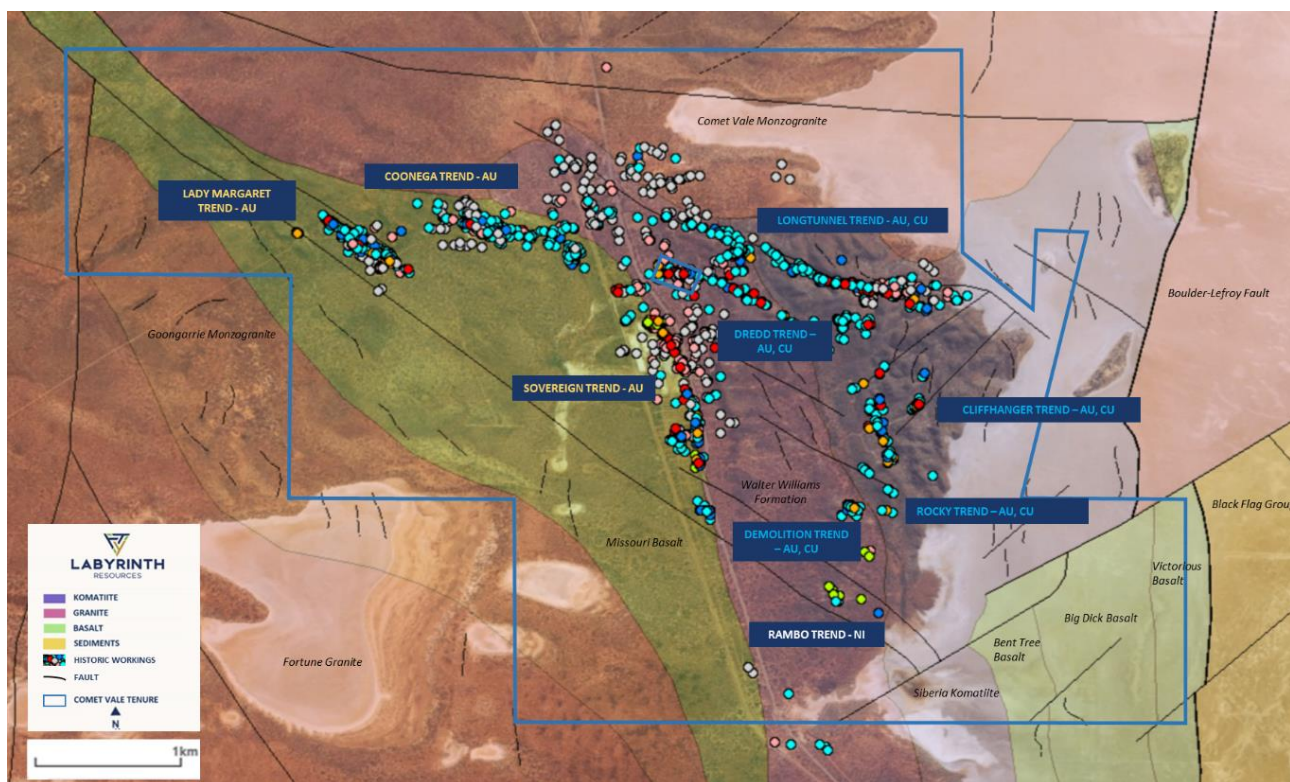 Comet Vale Monzogranite
COONEGA TREND - AU
LADY MARGARET
TREND - AU
LONGTUNNEL TREND - AU, CU
Boulder-Lefroy Fault
Goongarrie Monzogranite
DREDD TREND –
AU, CU
SOVEREIGN TREND - AU
CLIFFHANGER TREND – AU, CU
Walter Williams
Formation
Black Flag Group
ROCKY TREND – AU, CU
DEMOLITION TREND
– AU, CU
Missouri Basalt
Victorious
Basalt
Big Dick Basalt
RAMBO TREND - NI
Bent Tree
Basalt
Fortune Granite
Siberia Komatiite
LABYRINTH
RESOURCES
KOMATIITE
GRANITE
BASALT
SEDIMENTS
HISTORIC WORKINGS
FAULT
COMET VALE TENURE
N
1km